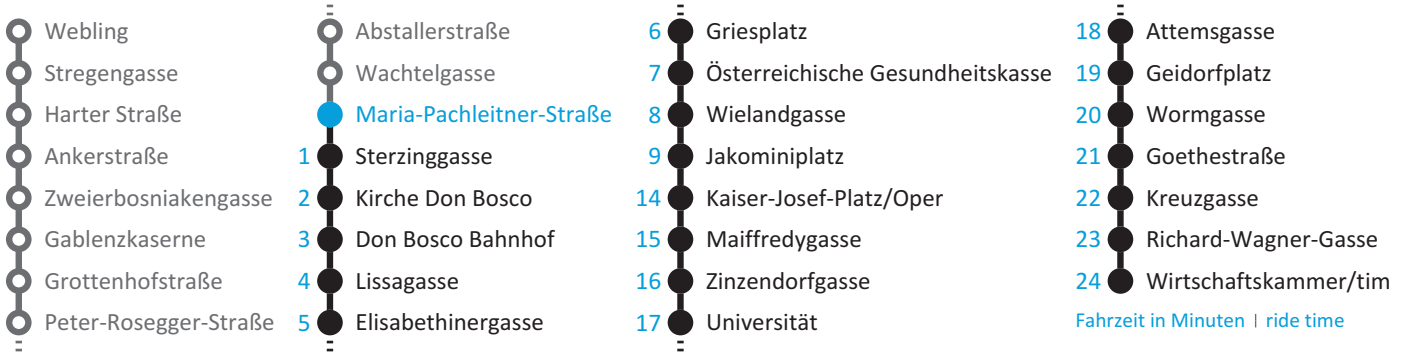 Webling
Stregengasse
Harter Straße
Ankerstraße
Zweierbosniakengasse
Gablenzkaserne
Grottenhofstraße
Peter-Rosegger-Straße
Abstallerstraße
Wachtelgasse
Maria-Pachleitner-Straße
1 Sterzinggasse
2 Kirche Don Bosco
3 Don Bosco Bahnhof
4 Lissagasse
5 Elisabethinergasse
6 Griesplatz
7 Österreichische Gesundheitskasse
8 Wielandgasse
9 Jakominiplatz
14 Kaiser-Josef-Platz/Oper
15 Maiffredygasse
16 Zinzendorfgasse
17 Universität
18 Attemsgasse
19 Geidorfplatz
20 Wormgasse
21 Goethestraße
22 Kreuzgasse
23 Richard-Wagner-Gasse
24 Wirtschaftskammer/tim
Fahrzeit in Minuten | ride time